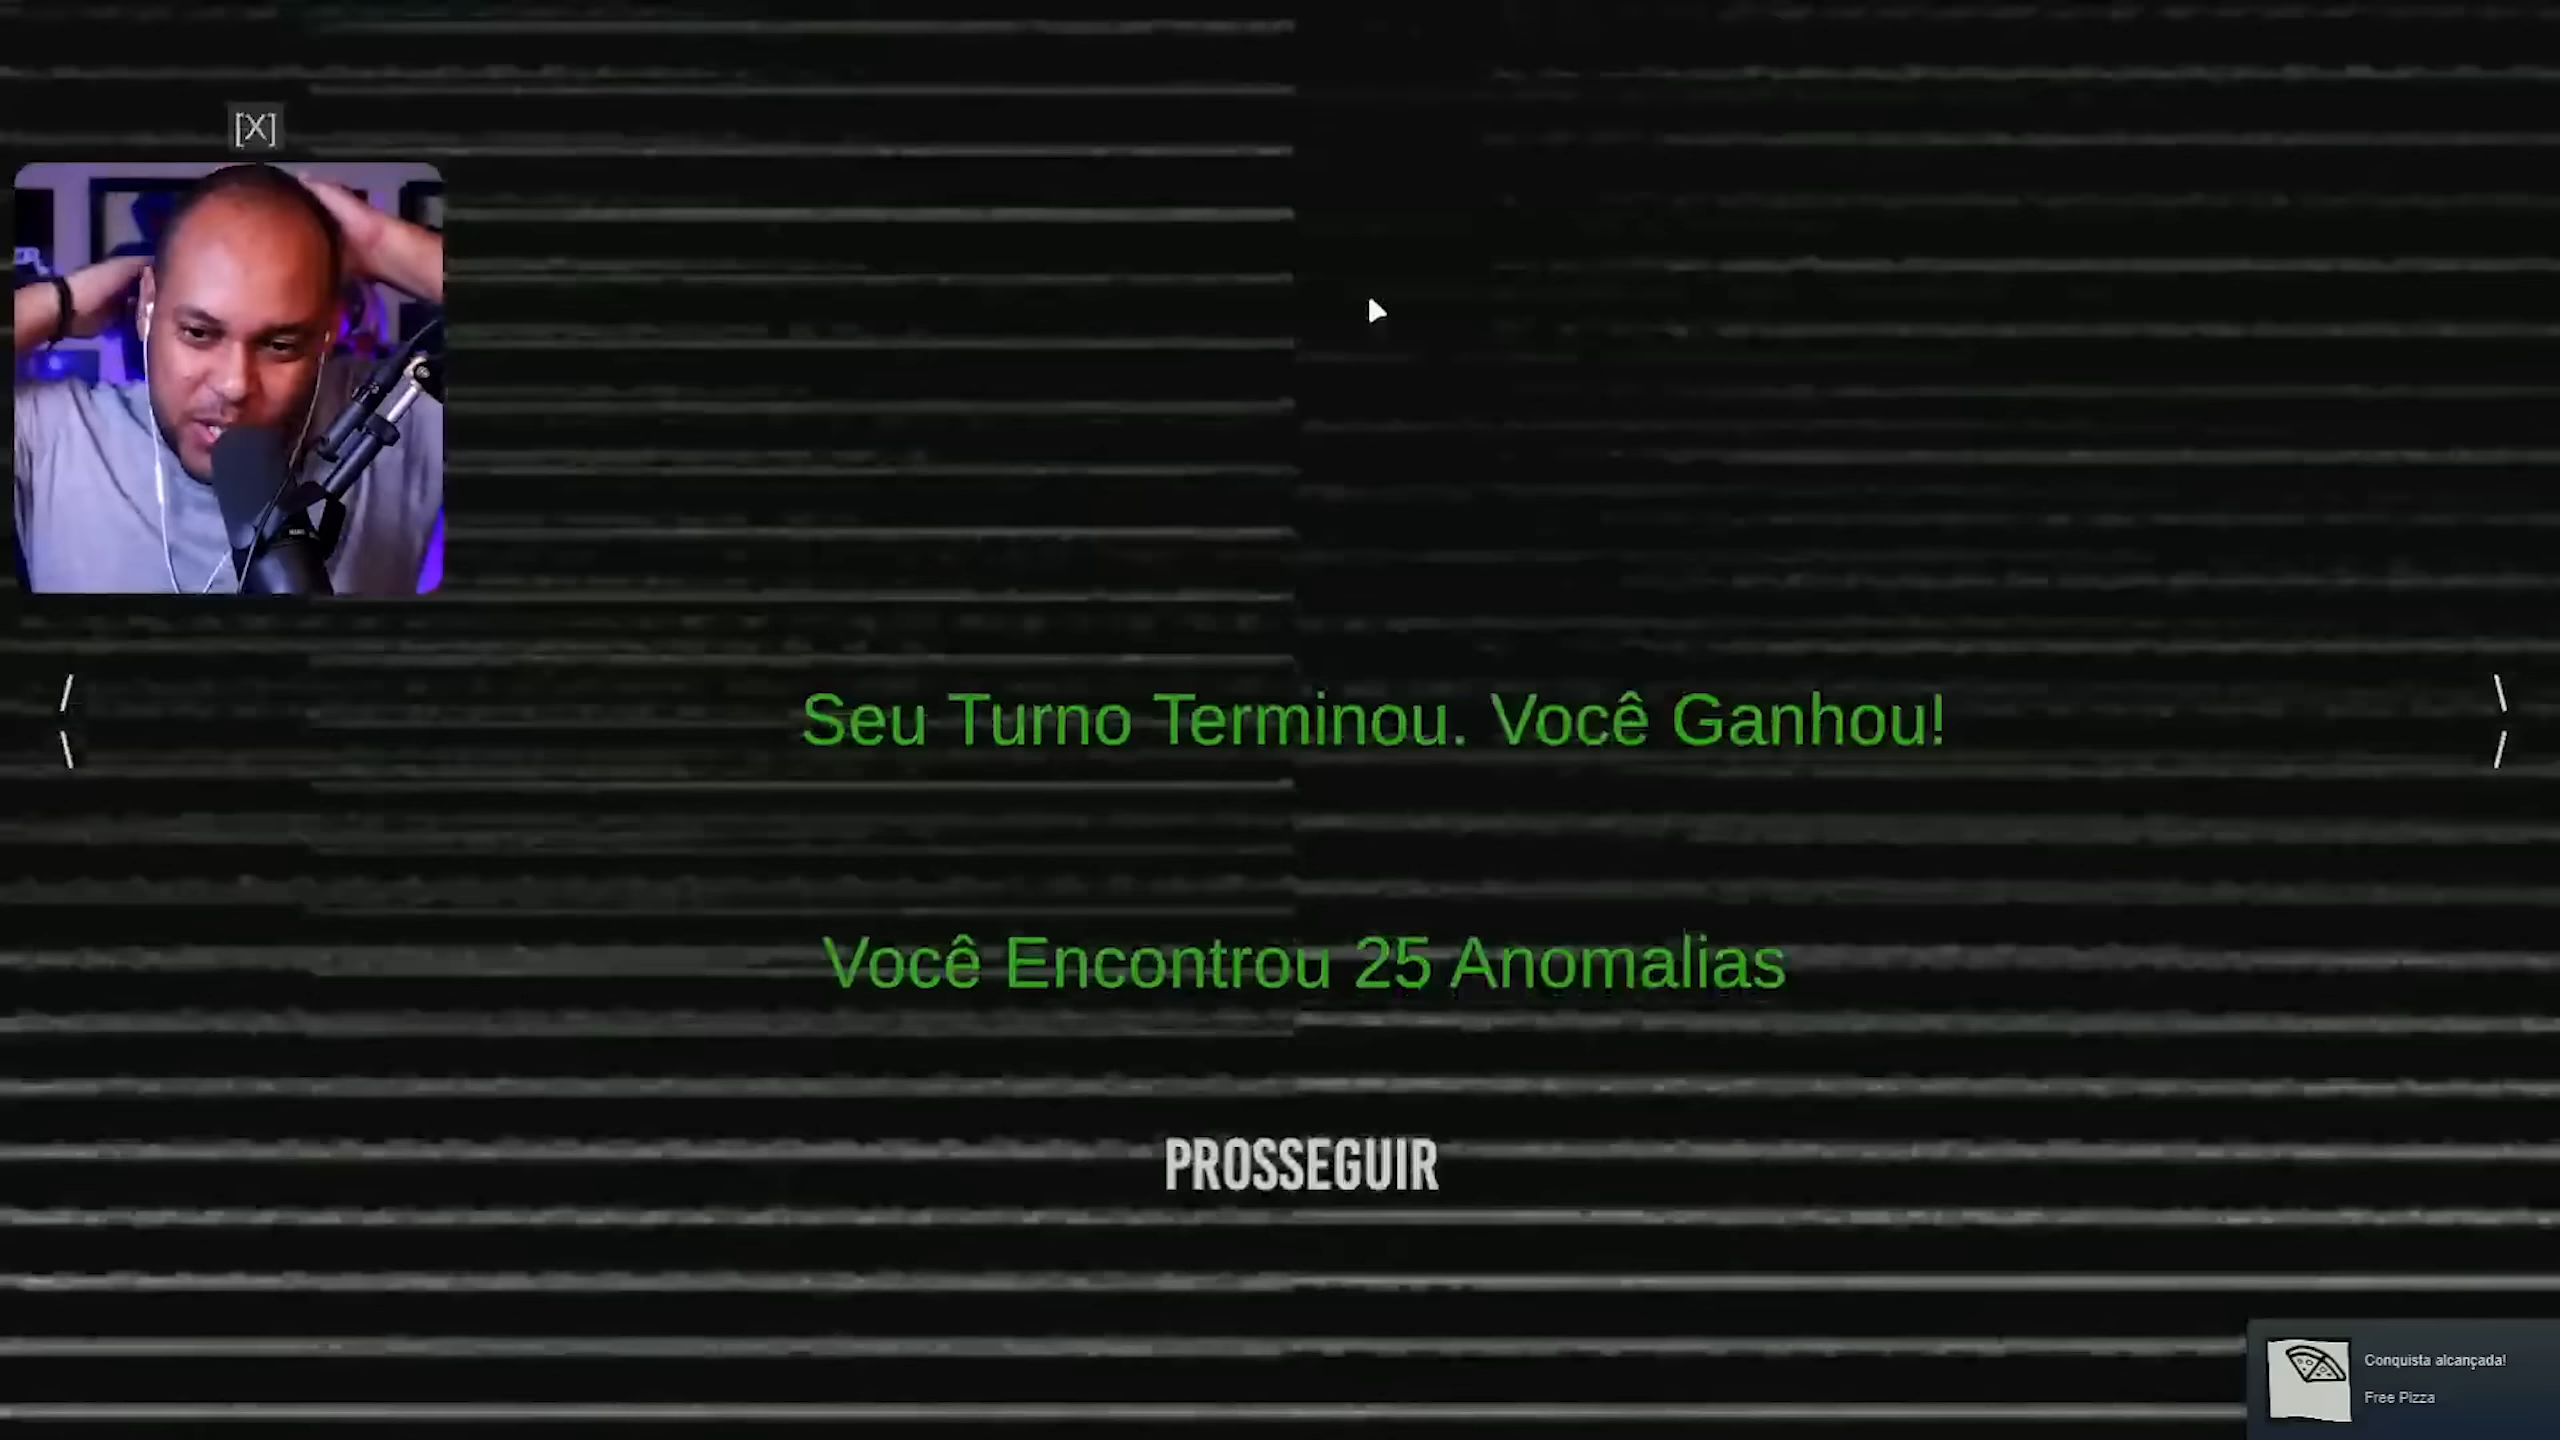 [X]
Seu Turno Terminou. Você Ganhou!
Você Encontrou 25 Anomalias
PROSSEGUIR
Conquista alcançada!
Free Pizza